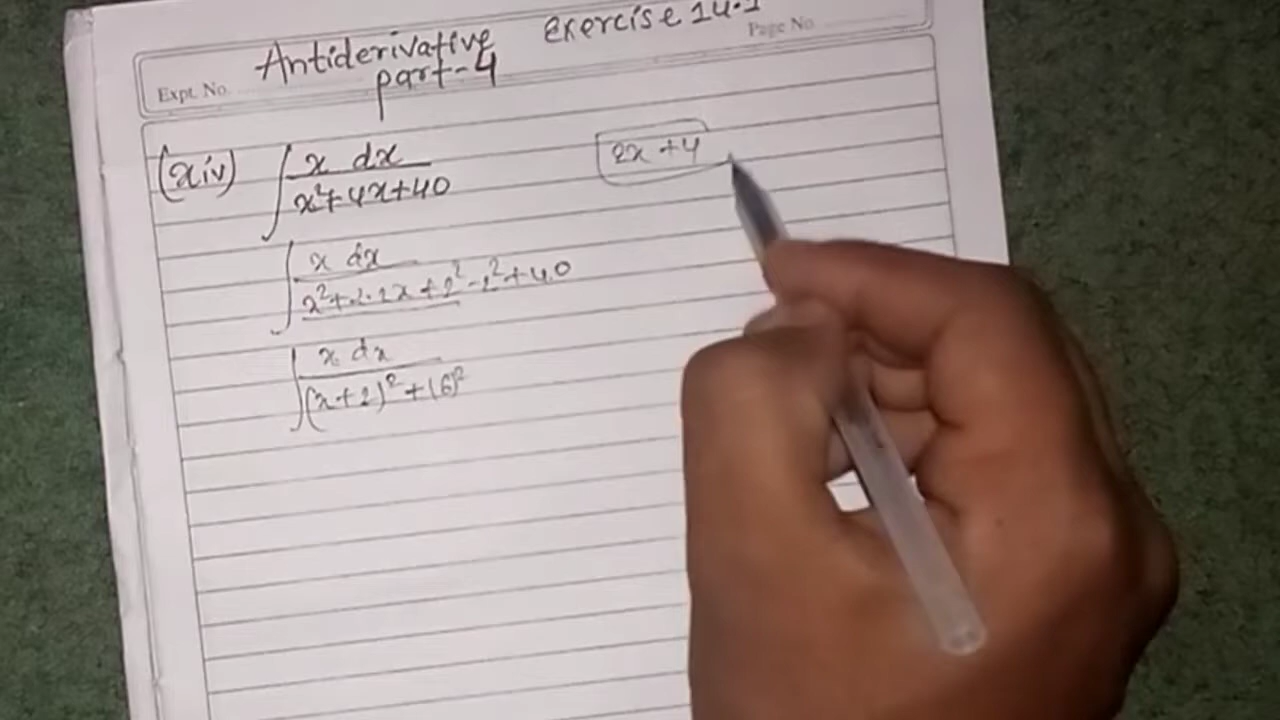 Antiderivative Exercise 14.1
part-4
Expt. No. Page No.
(xiv) ∫ x dx / x²+4x+40
2x+4
∫ x dx / x²+2.2x+2²-2²+40
∫ x dx / (x+2)²+(6)²